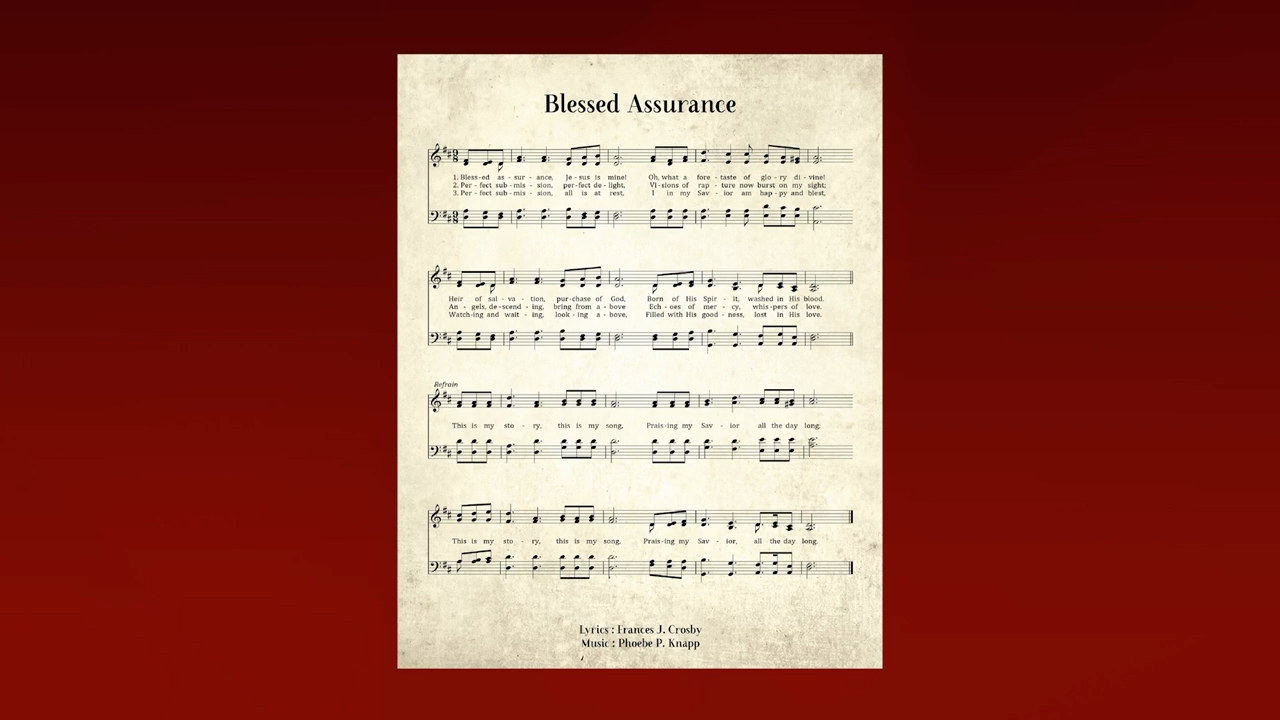 Blessed Assurance
1. Bless-ed as - sur - ance, Je - sus is mine! Oh, what a fore - taste of glo - ry di - vine!
2. Per - fect sub - mis - sion, per-fect de - light, Vi-sions of rap - ture now burst on my sight;
3. Per - fect sub - mis - sion, all is at rest, I in my Sav - ior am hap - py and blest,
Heir of sal - va - tion, pur-chase of God, Born of His Spir - it, washed in His blood.
An - gels, de-scend - ing, bring from a - bove Ech - oes of mer - cy, whis-pers of love.
Watch-ing and wait - ing, look - ing a - bove, Filled with His good - ness, lost in His love.
Refrain
This is my sto - ry, this is my song, Prais-ing my Sav - ior all the day long;
This is my sto - ry, this is my song, Prais-ing my Sav - ior, all the day long.
Lyrics : Frances J. Crosby
Music : Phoebe P. Knapp